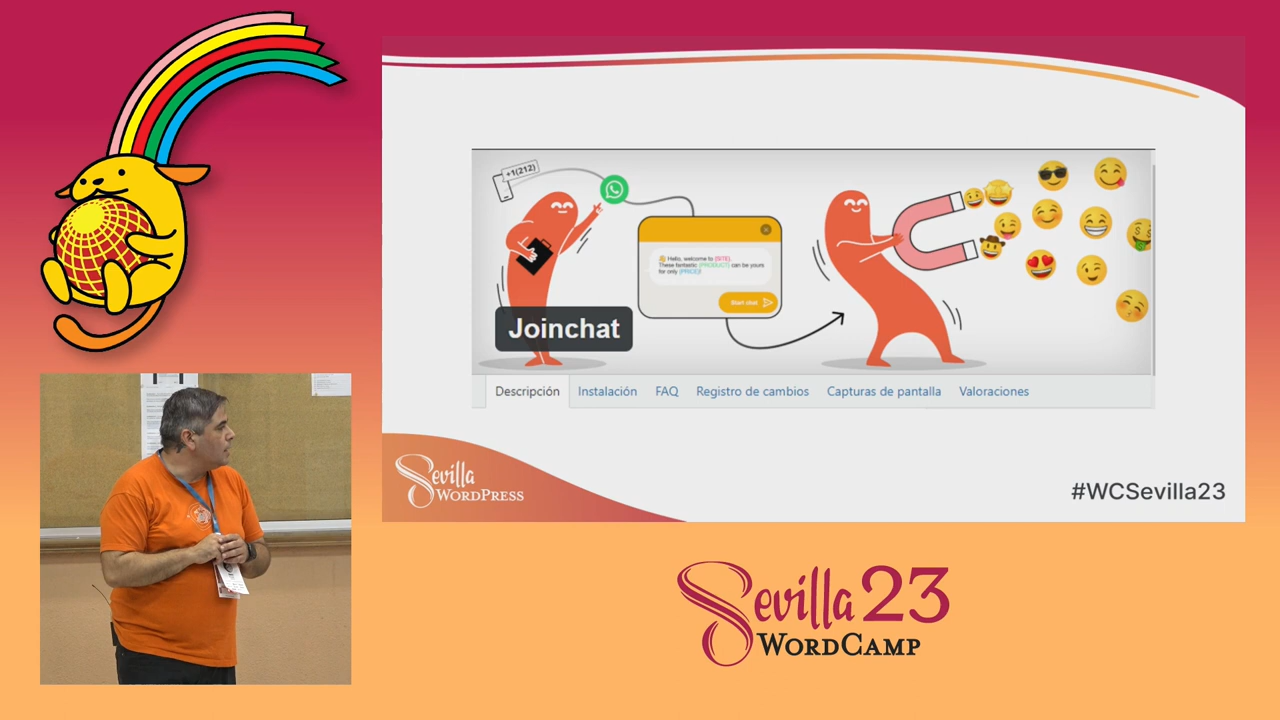 +1(212)
👋 Hello, welcome to {SITE}.
These fantastic {PRODUCT} can be yours
for only {PRICE}!
Start chat
Joinchat
Descripción Instalación FAQ Registro de cambios Capturas de pantalla Valoraciones
Sevilla
WORDPRESS
#WCSevilla23
Sevilla 23
WORDCAMP